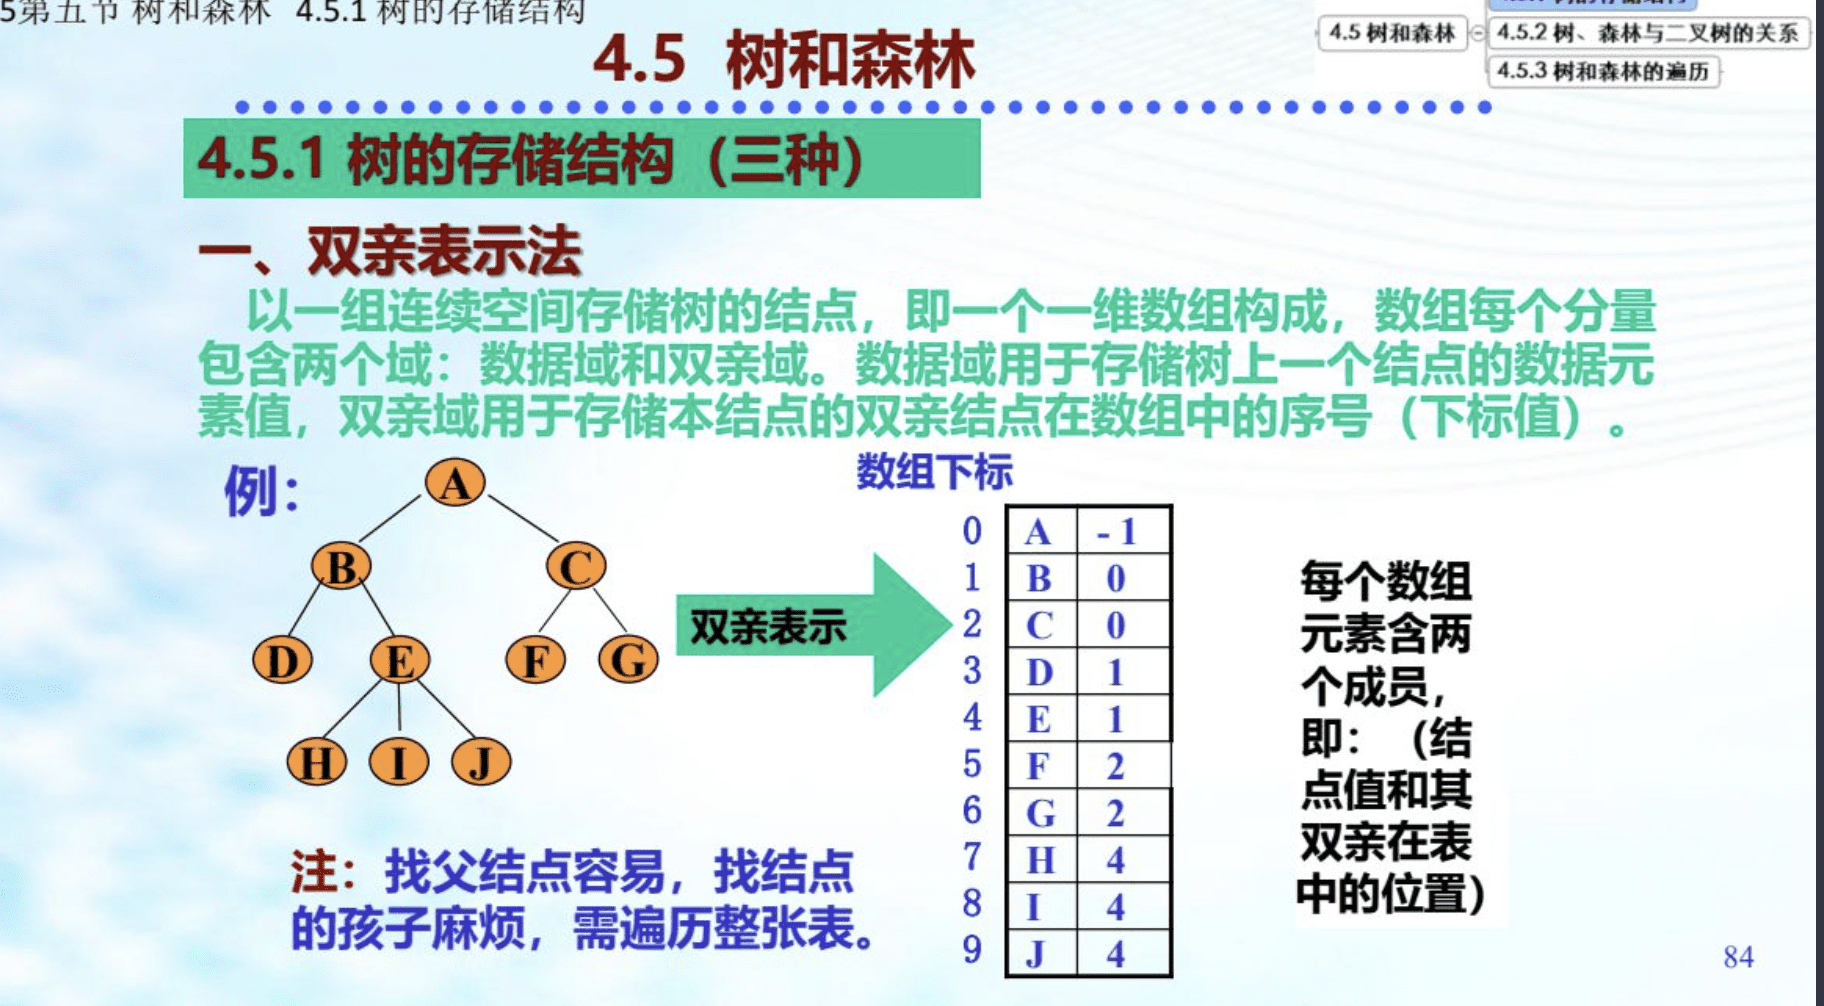 5第五节 树和森林 4.5.1 树的存储结构
4.5 树和森林
4.5 树和森林
4.5.2 树、森林与二叉树的关系
4.5.3 树和森林的遍历
4.5.1 树的存储结构（三种）
一、双亲表示法
以一组连续空间存储树的结点，即一个一维数组构成，数组每个分量
包含两个域：数据域和双亲域。数据域用于存储树上一个结点的数据元
素值，双亲域用于存储本结点的双亲结点在数组中的序号（下标值）。
例：
A
B C
D E F G
H I J
双亲表示
数组下标
0 A -1
1 B 0
2 C 0
3 D 1
4 E 1
5 F 2
6 G 2
7 H 4
8 I 4
9 J 4
每个数组
元素含两
个成员，
即：（结
点值和其
双亲在表
中的位置）
注：找父结点容易，找结点
的孩子麻烦，需遍历整张表。
84